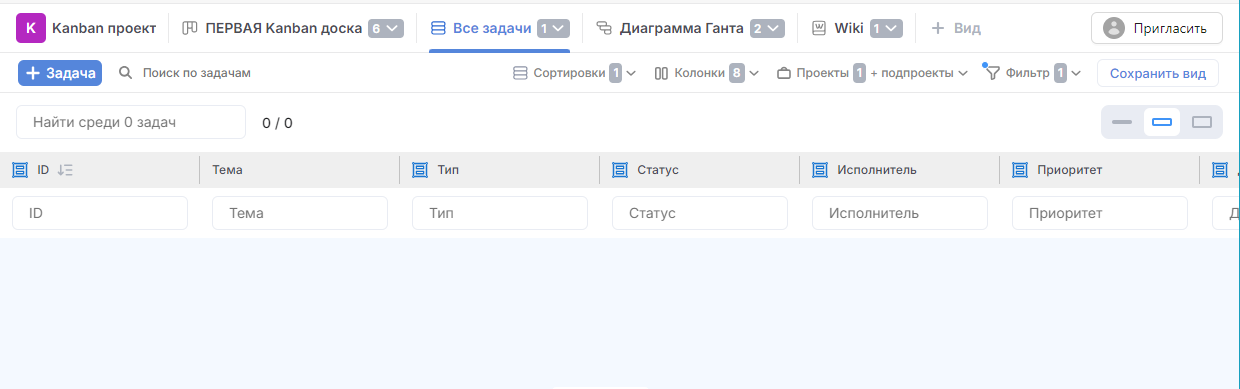 K Kanban проект ПЕРВАЯ Kanban доска 6 Все задачи 1 Диаграмма Ганта 2 Wiki 1 + Вид Пригласить
+ Задача Поиск по задачам Сортировки 1 Колонки 8 Проекты 1 + подпроекты Фильтр 1 Сохранить вид
Найти среди 0 задач 0 / 0
ID Тема Тип Статус Исполнитель Приоритет
ID Тема Тип Статус Исполнитель Приоритет